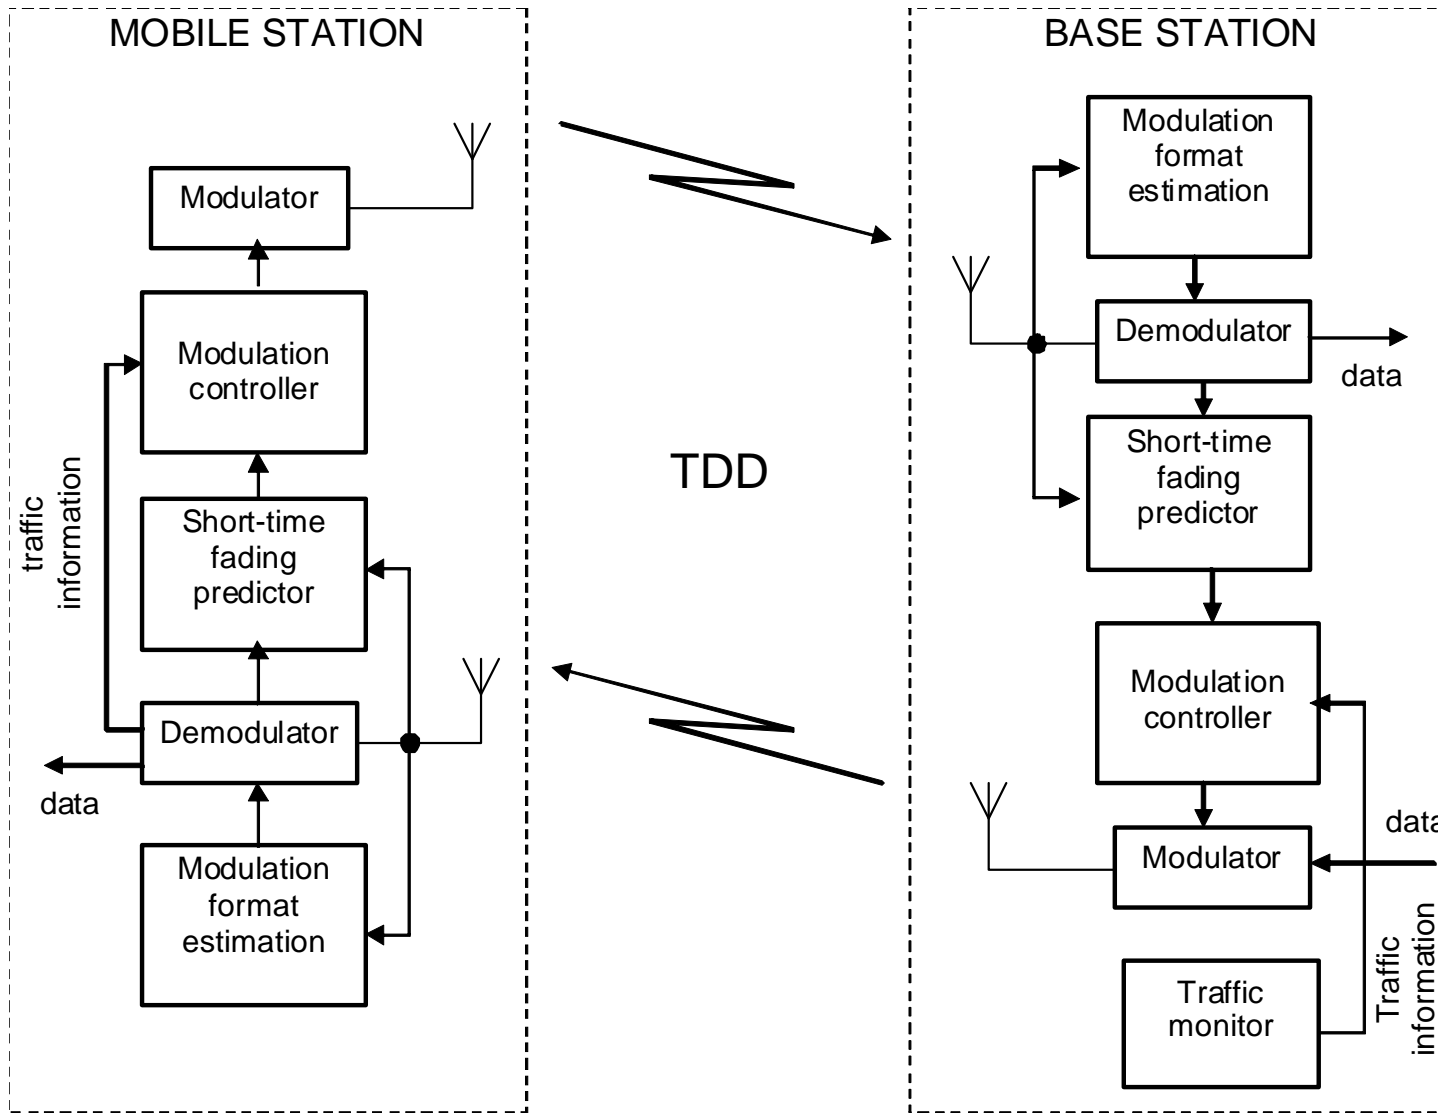 MOBILE STATION
Modulator
Modulation
controller
traffic
information
Short-time
fading
predictor
Demodulator
data
Modulation
format
estimation
TDD
BASE STATION
Modulation
format
estimation
Demodulator
data
Short-time
fading
predictor
Modulation
controller
data
Modulator
Traffic
information
Traffic
monitor